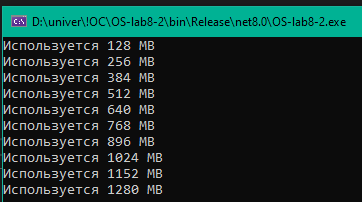 D:\univer\!OC\OS-lab8-2\bin\Release\net8.0\OS-lab8-2.exe
Используется 128 MB
Используется 256 MB
Используется 384 MB
Используется 512 MB
Используется 640 MB
Используется 768 MB
Используется 896 MB
Используется 1024 MB
Используется 1152 MB
Используется 1280 MB